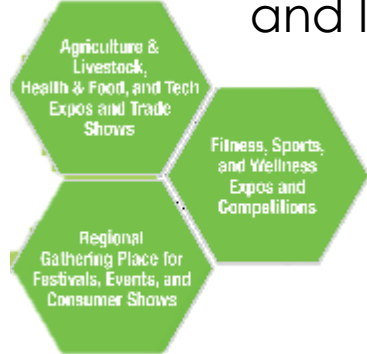 and l
Agriculture &
Livestock,
Health & Food, and Tech
Expos and Trade
Shows
Fitness, Sports,
and Wellness
Expos and
Competitions
Regional
Gathering Place for
Festivals, Events, and
Consumer Shows